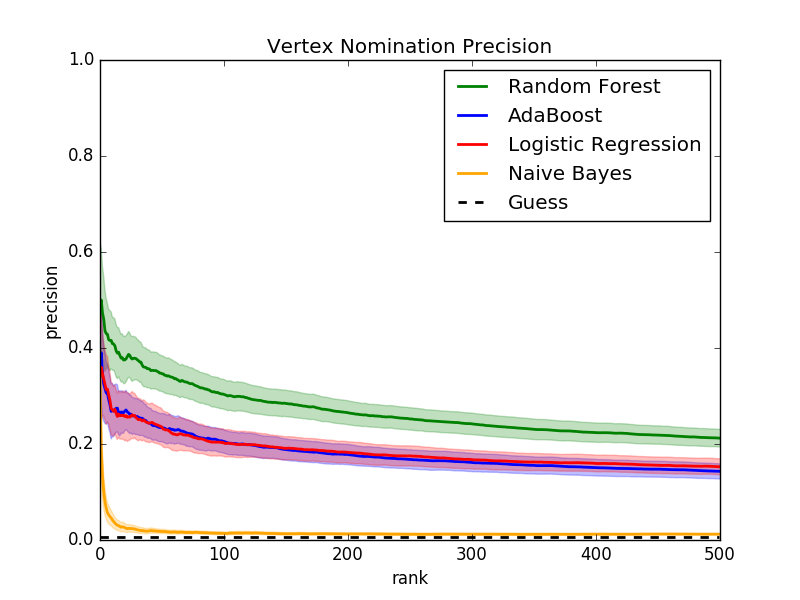 Vertex Nomination Precision
1.0
0.8
0.6
0.4
0.2
0.0
precision
Random Forest
AdaBoost
Logistic Regression
Naive Bayes
Guess
0 100 200 300 400 500
rank